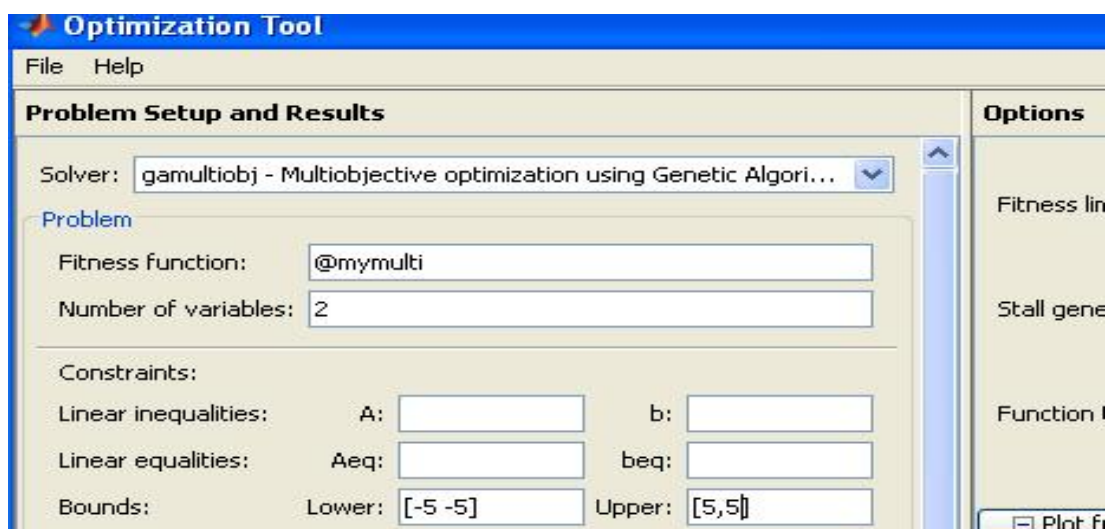 Optimization Tool
File Help
Problem Setup and Results
Options
Solver: gamultiobj - Multiobjective optimization using Genetic Algori...
Fitness lin
Problem
Fitness function: @mymulti
Number of variables: 2
Stall gene
Constraints:
Linear inequalities: A: b:
Function
Linear equalities: Aeq: beq:
Bounds: Lower: [-5 -5] Upper: [5,5]
Plot f